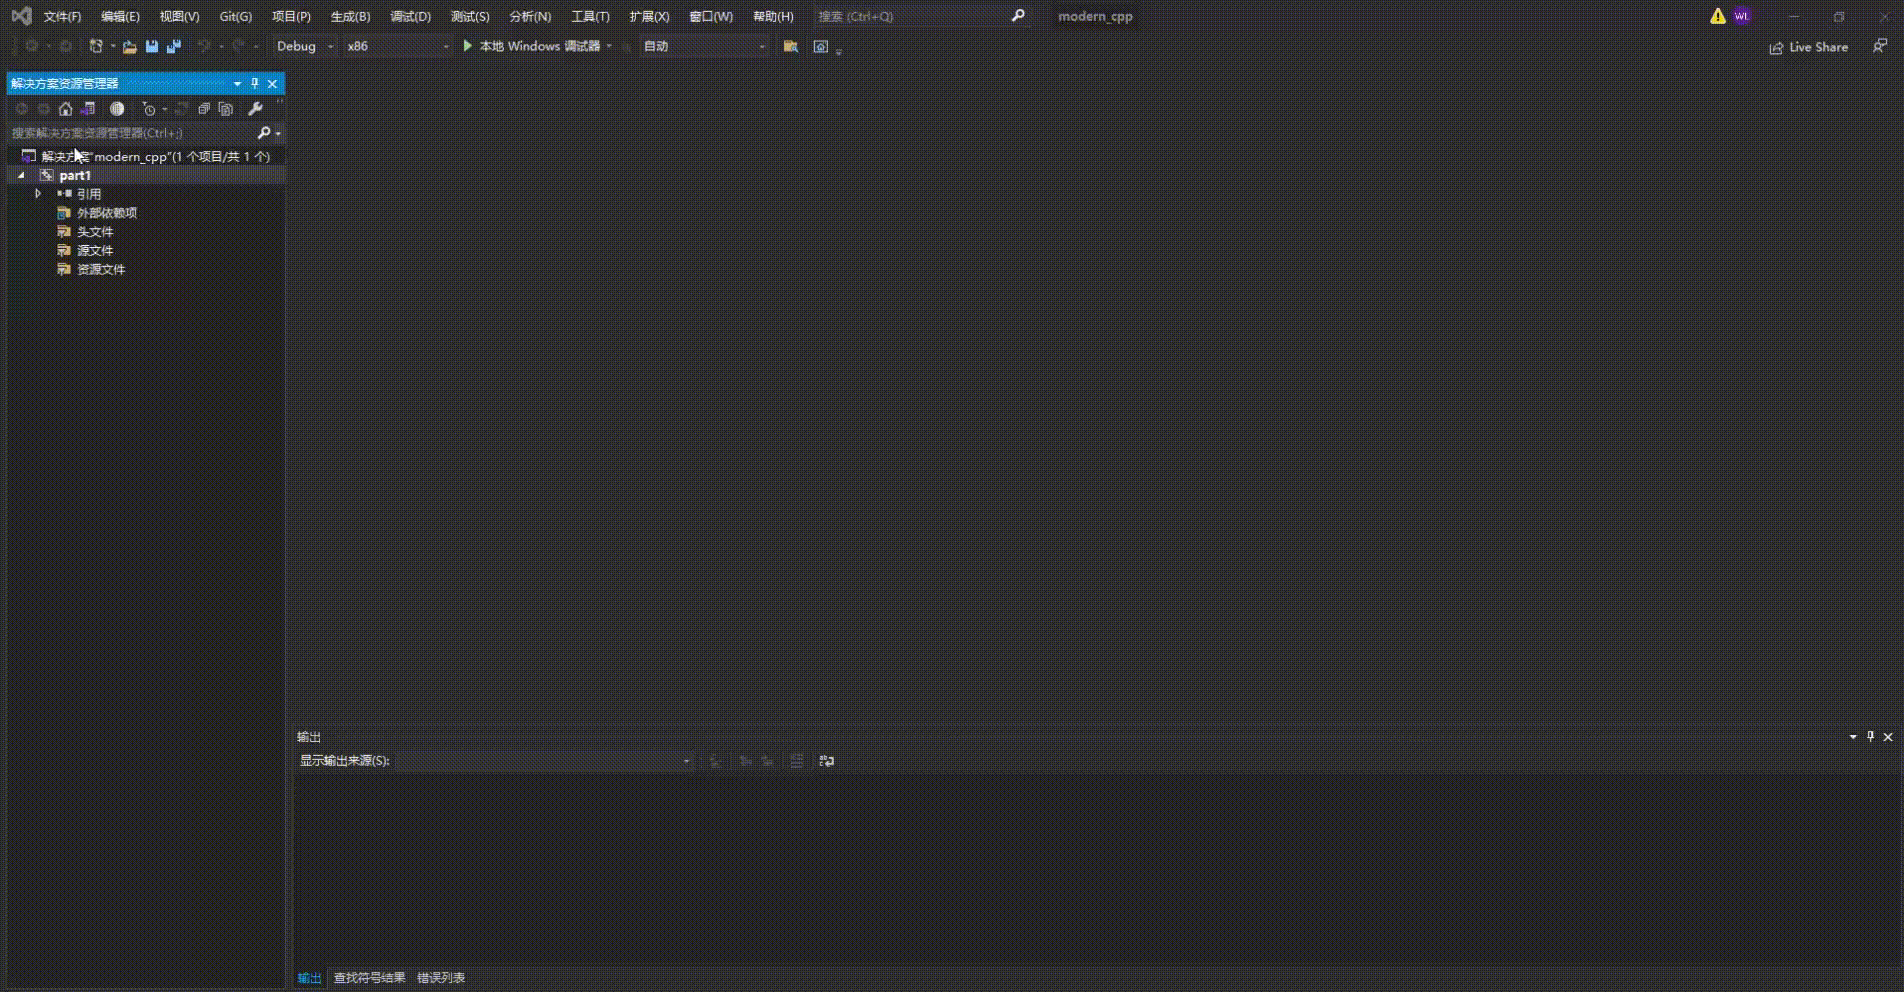 文件(F) 编辑(E) 视图(V) Git(G) 项目(P) 生成(B) 调试(D) 测试(S) 分析(N) 工具(T) 扩展(X) 窗口(W) 帮助(H) 搜索 (Ctrl+Q) modern_cpp WL
Debug x86 本地 Windows 调试器 自动 Live Share
解决方案资源管理器
搜索解决方案资源管理器(Ctrl+;)
解决方案"modern_cpp"(1 个项目/共 1 个)
part1
引用
外部依赖项
头文件
源文件
资源文件
输出
显示输出来源(S):
输出 查找符号结果 错误列表